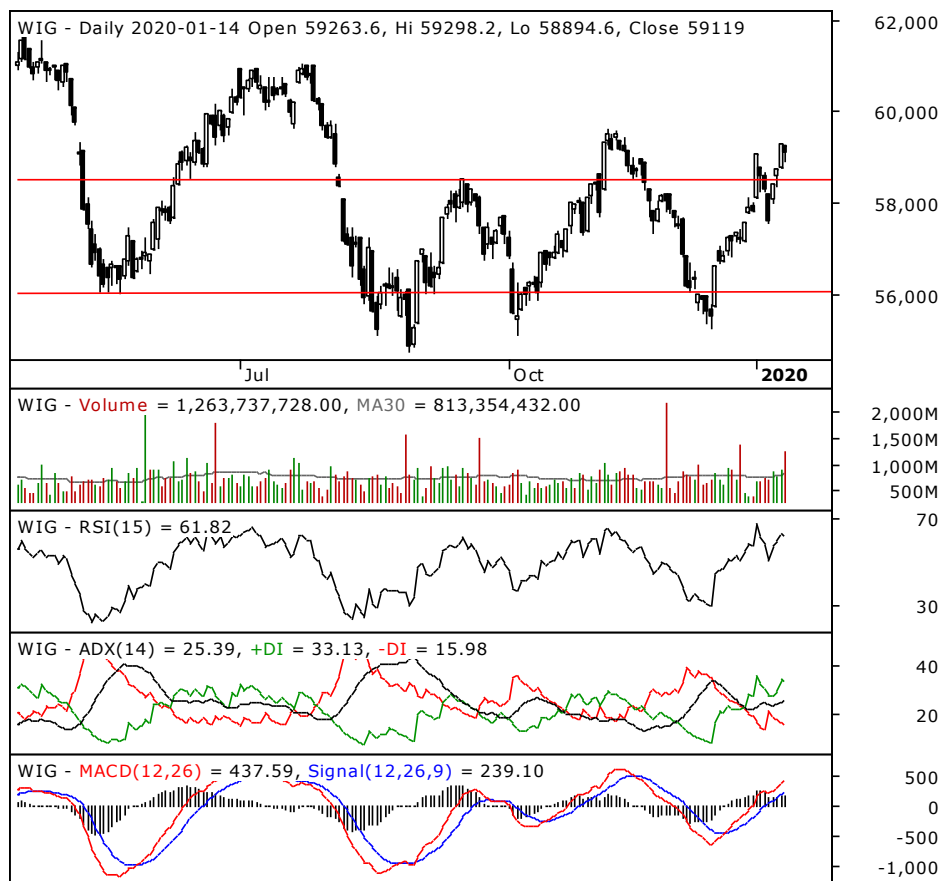 WIG - Daily 2020-01-14 Open 59263.6, Hi 59298.2, Lo 58894.6, Close 59119
62,000
60,000
58,000
56,000
Jul Oct 2020
WIG - Volume = 1,263,737,728.00, MA30 = 813,354,432.00
2,000M
1,500M
1,000M
500M
WIG - RSI(15) = 61.82
70
30
WIG - ADX(14) = 25.39, +DI = 33.13, -DI = 15.98
40
20
WIG - MACD(12,26) = 437.59, Signal(12,26,9) = 239.10
500
0
-500
-1,000